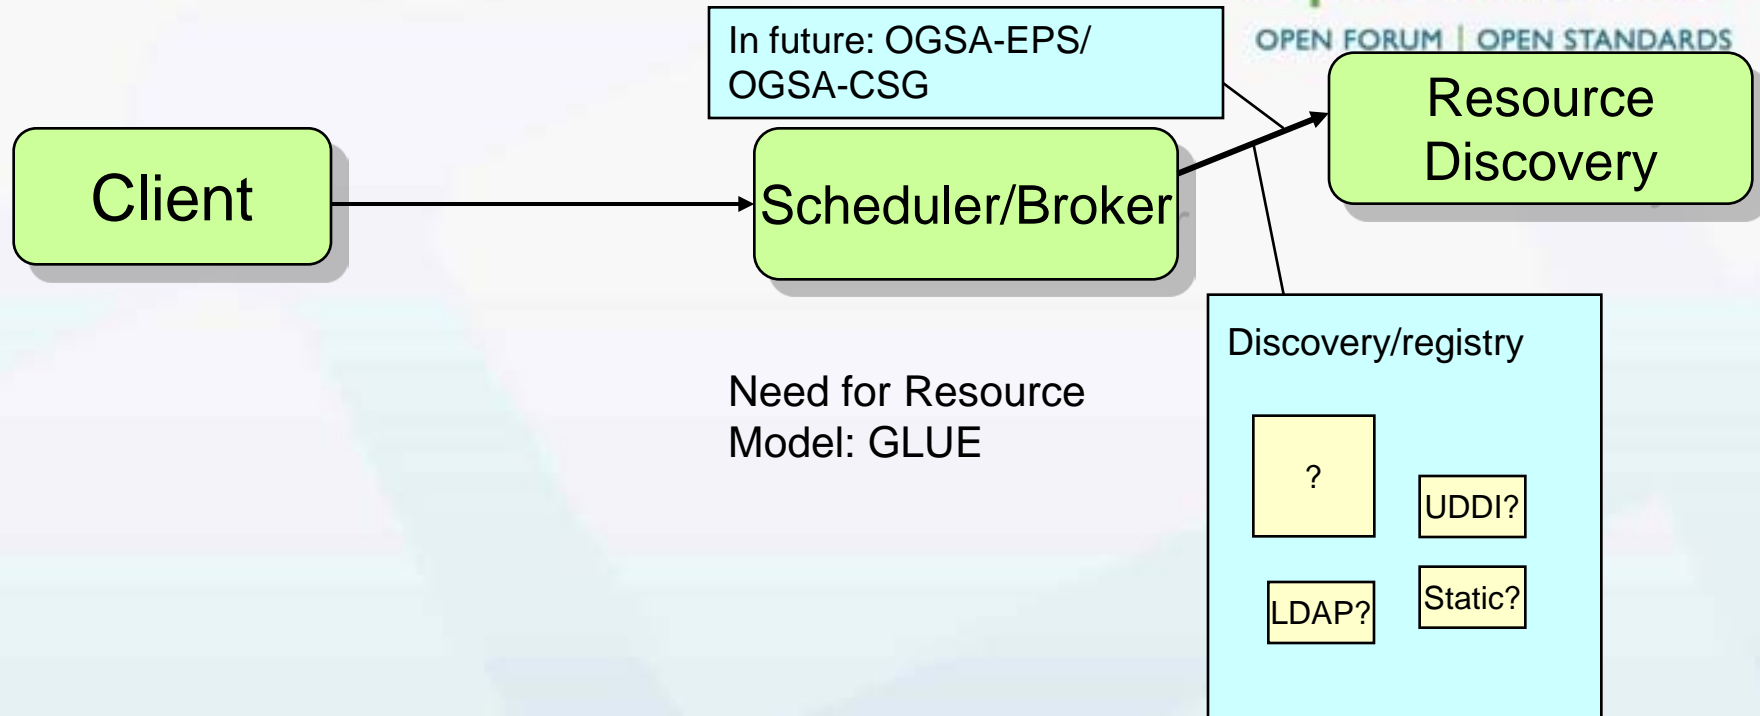 In future: OGSA-EPS/
OGSA-CSG
OPEN FORUM | OPEN STANDARDS
Resource
Discovery
Client
Scheduler/Broker
Discovery/registry
Need for Resource
Model: GLUE
?
UDDI?
LDAP?
Static?